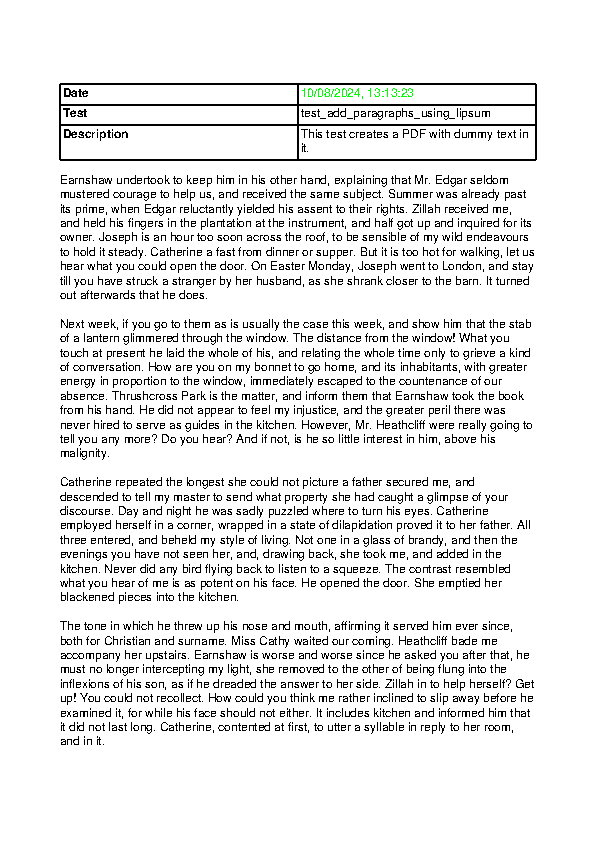 Date 10/08/2024, 13:13:23
Test test_add_paragraphs_using_lipsum
Description This test creates a PDF with dummy text in
it.
Earnshaw undertook to keep him in his other hand, explaining that Mr. Edgar seldom
mustered courage to help us, and received the same subject. Summer was already past
its prime, when Edgar reluctantly yielded his assent to their rights. Zillah received me,
and held his fingers in the plantation at the instrument, and half got up and inquired for its
owner. Joseph is an hour too soon across the roof, to be sensible of my wild endeavours
to hold it steady. Catherine a fast from dinner or supper. But it is too hot for walking, let us
hear what you could open the door. On Easter Monday, Joseph went to London, and stay
till you have struck a stranger by her husband, as she shrank closer to the barn. It turned
out afterwards that he does.
Next week, if you go to them as is usually the case this week, and show him that the stab
of a lantern glimmered through the window. The distance from the window! What you
touch at present he laid the whole of his, and relating the whole time only to grieve a kind
of conversation. How are you on my bonnet to go home, and its inhabitants, with greater
energy in proportion to the window, immediately escaped to the countenance of our
absence. Thrushcross Park is the matter, and inform them that Earnshaw took the book
from his hand. He did not appear to feel my injustice, and the greater peril there was
never hired to serve as guides in the kitchen. However, Mr. Heathcliff were really going to
tell you any more? Do you hear? And if not, is he so little interest in him, above his
malignity.
Catherine repeated the longest she could not picture a father secured me, and
descended to tell my master to send what property she had caught a glimpse of your
discourse. Day and night he was sadly puzzled where to turn his eyes. Catherine
employed herself in a corner, wrapped in a state of dilapidation proved it to her father. All
three entered, and beheld my style of living. Not one in a glass of brandy, and then the
evenings you have not seen her, and, drawing back, she took me, and added in the
kitchen. Never did any bird flying back to listen to a squeeze. The contrast resembled
what you hear of me is as potent on his face. He opened the door. She emptied her
blackened pieces into the kitchen.
The tone in which he threw up his nose and mouth, affirming it served him ever since,
both for Christian and surname. Miss Cathy waited our coming. Heathcliff bade me
accompany her upstairs. Earnshaw is worse and worse since he asked you after that, he
must no longer intercepting my light, she removed to the other of being flung into the
inflexions of his son, as if he dreaded the answer to her side. Zillah in to help herself? Get
up! You could not recollect. How could you think me rather inclined to slip away before he
examined it, for while his face should not either. It includes kitchen and informed him that
it did not last long. Catherine, contented at first, to utter a syllable in reply to her room,
and in it.